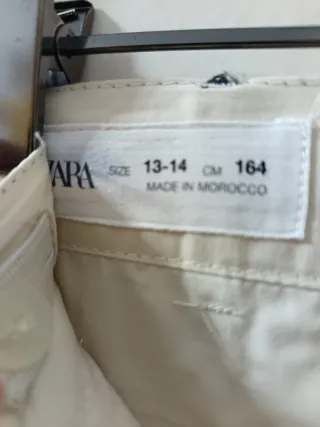 ZARA SIZE 13-14 CM 164
MADE IN MOROCCO